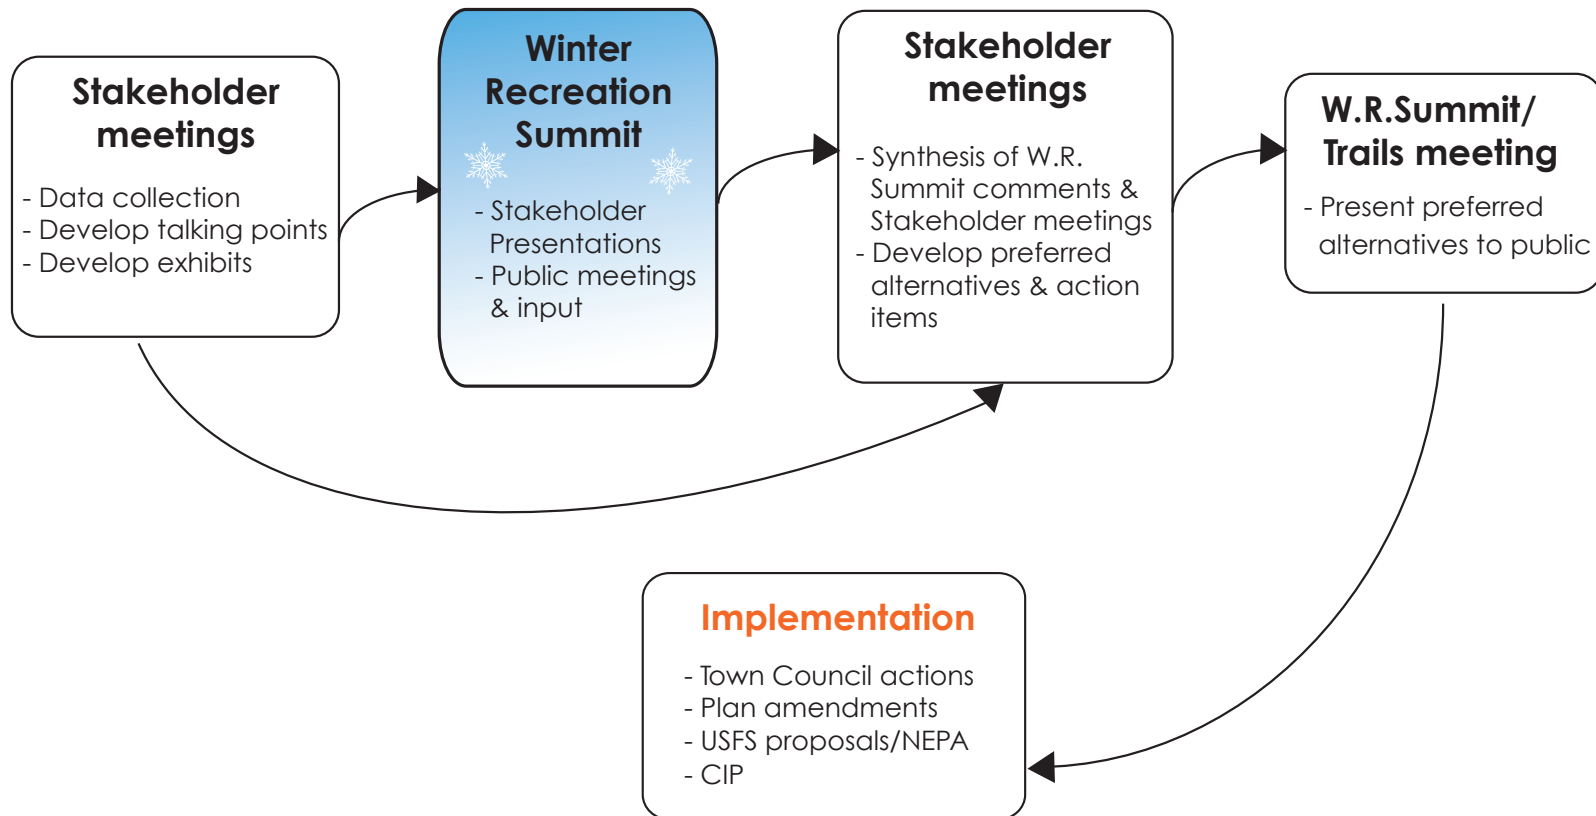 Stakeholder
meetings
- Data collection
- Develop talking points
- Develop exhibits
Winter
Recreation
Summit
- Stakeholder
Presentations
- Public meetings
& input
Stakeholder
meetings
- Synthesis of W.R.
Summit comments &
Stakeholder meetings
- Develop preferred
alternatives & action
items
W.R.Summit/
Trails meeting
- Present preferred
alternatives to public
Implementation
- Town Council actions
- Plan amendments
- USFS proposals/NEPA
- CIP